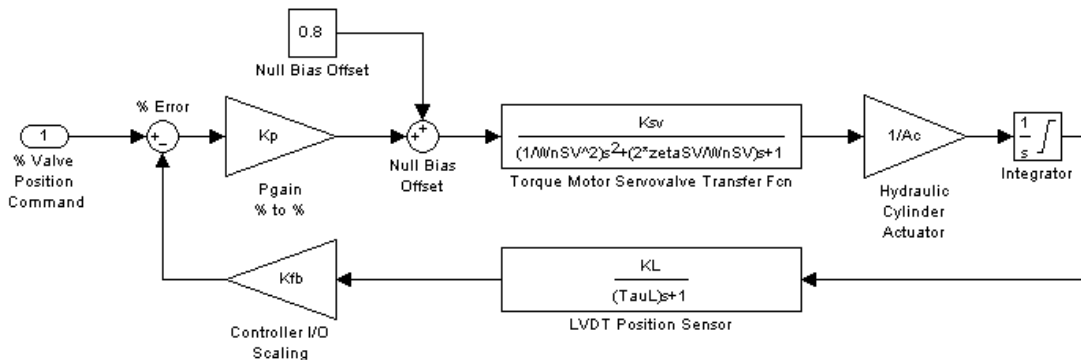 0.8
Null Bias Offset
% Error
1
% Valve
Position
Command
+
−
Kp
Pgain
% to %
+
+
Null Bias
Offset
Ksv
(1/WnSV^2)s²+(2*zetaSV/WnSV)s+1
Torque Motor Servovalve Transfer Fcn
1/Ac
Hydraulic
Cylinder
Actuator
1
s
Integrator
Kfb
Controller I/O
Scaling
KL
(TauL)s+1
LVDT Position Sensor